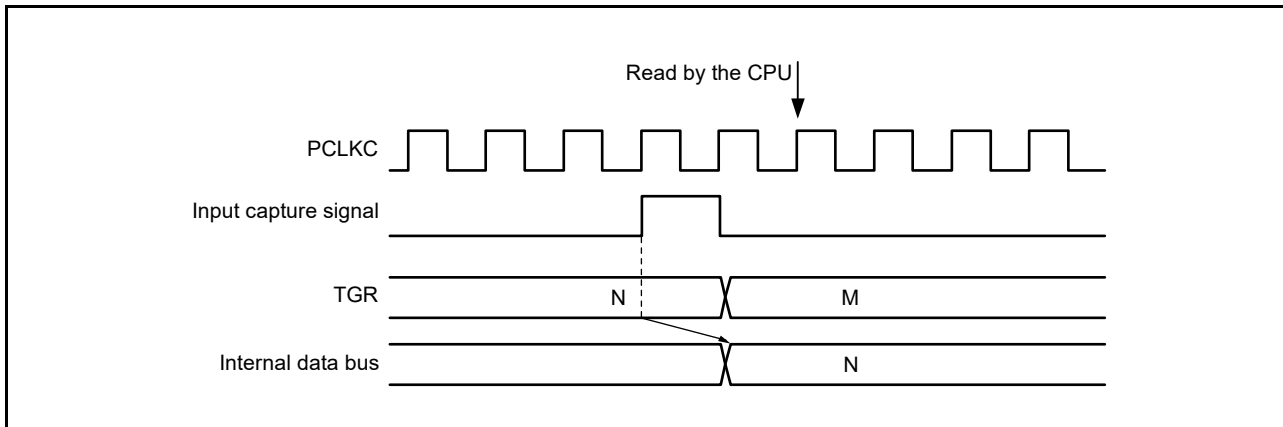 Read by the CPU
PCLKC
Input capture signal
TGR
N
M
Internal data bus
N